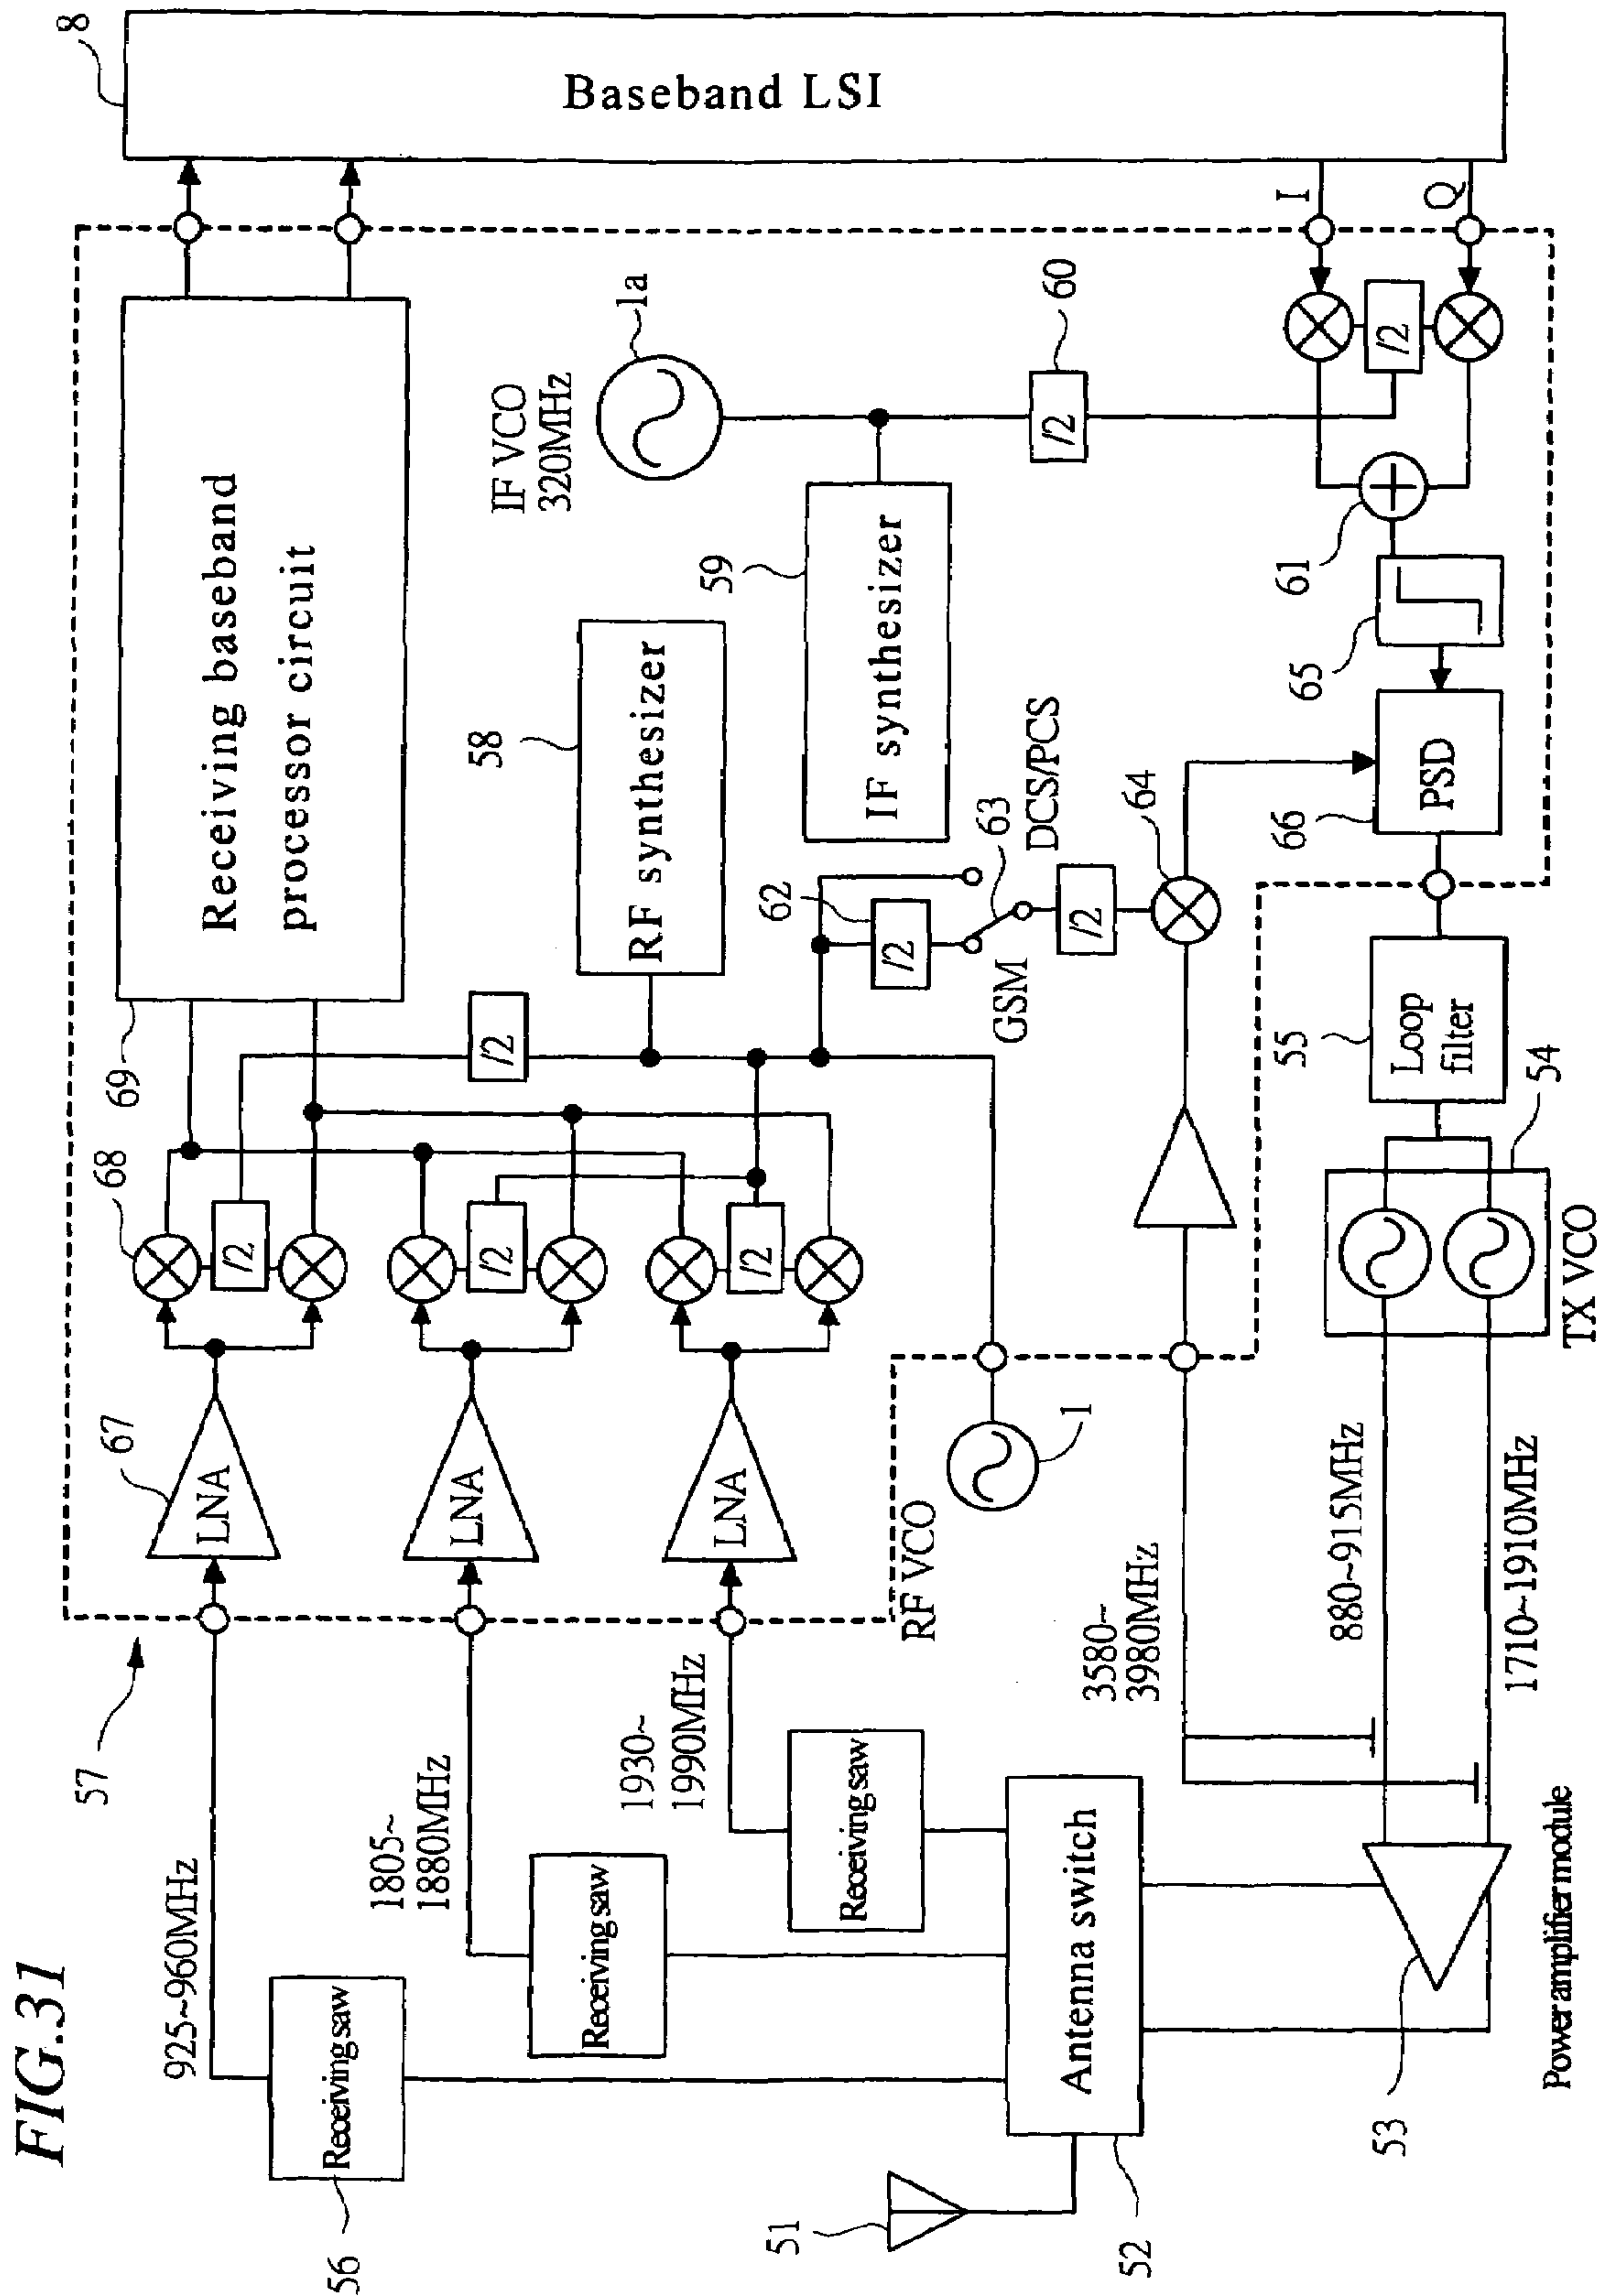 FIG.31
8
Baseband LSI
69
Receiving baseband
processor circuit
58
RF synthesizer
59
IF synthesizer
IF VCO
320MHz
1a
60
/2
I
Q
/2
61
65
66
PSD
64
DCS/PCS
63
GSM
62
/2
/2
/2
68
/2
/2
/2
67
LNA
LNA
LNA
57
RF VCO
1
55
Loop
filter
54
TX VCO
925~960MHz
1805~
1880MHz
1930~
1990MHz
3580~
3980MHz
880~915MHz
1710~1910MHz
Receiving saw
Receiving saw
Receiving saw
56
51
Antenna switch
52
53
Power amplifier module